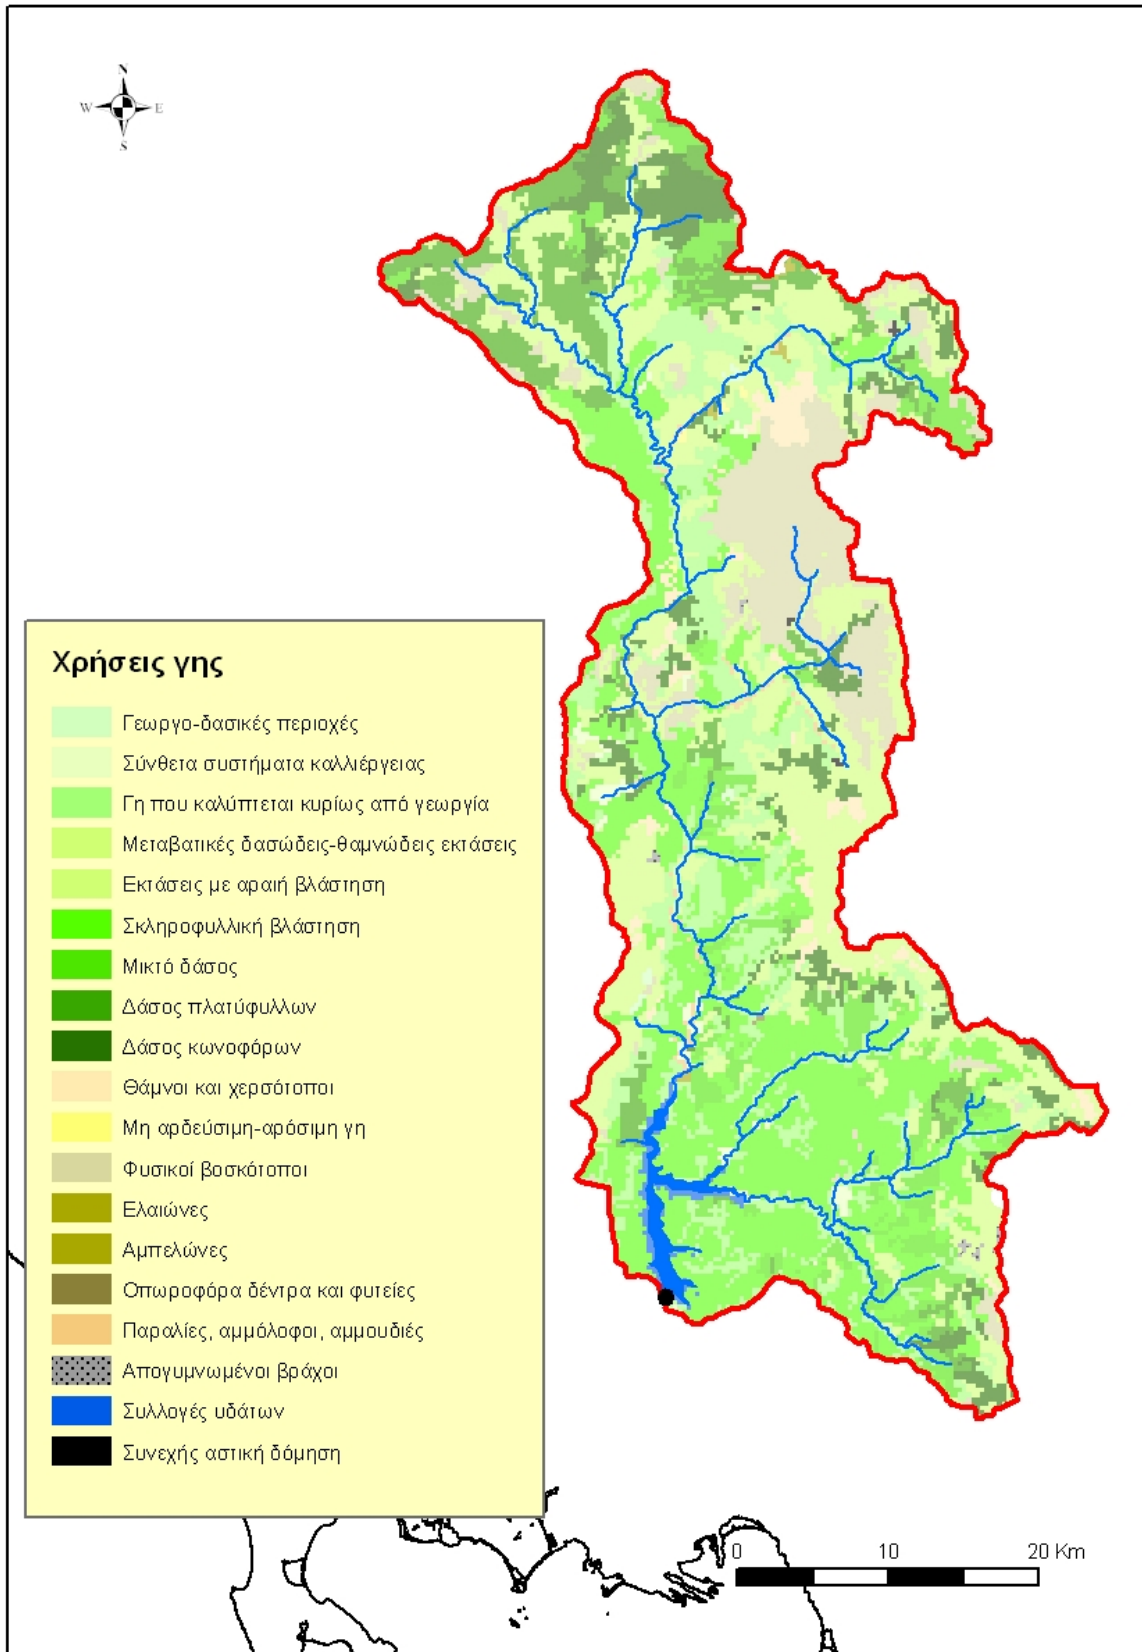 N
W E
S
Χρήσεις γης
Γεωργο-δασικές περιοχές
Σύνθετα συστήματα καλλιέργειας
Γη που καλύπτεται κυρίως από γεωργία
Μεταβατικές δασώδεις-θαμνώδεις εκτάσεις
Εκτάσεις με αραιή βλάστηση
Σκληροφυλλική βλάστηση
Μικτό δάσος
Δάσος πλατύφυλλων
Δάσος κωνοφόρων
Θάμνοι και χερσότοποι
Μη αρδεύσιμη-αρόσιμη γη
Φυσικοί βοσκότοποι
Ελαιώνες
Αμπελώνες
Οπωροφόρα δέντρα και φυτείες
Παραλίες, αμμόλοφοι, αμμουδιές
Απογυμνωμένοι βράχοι
Συλλογές υδάτων
Συνεχής αστική δόμηση
0 10 20 Km